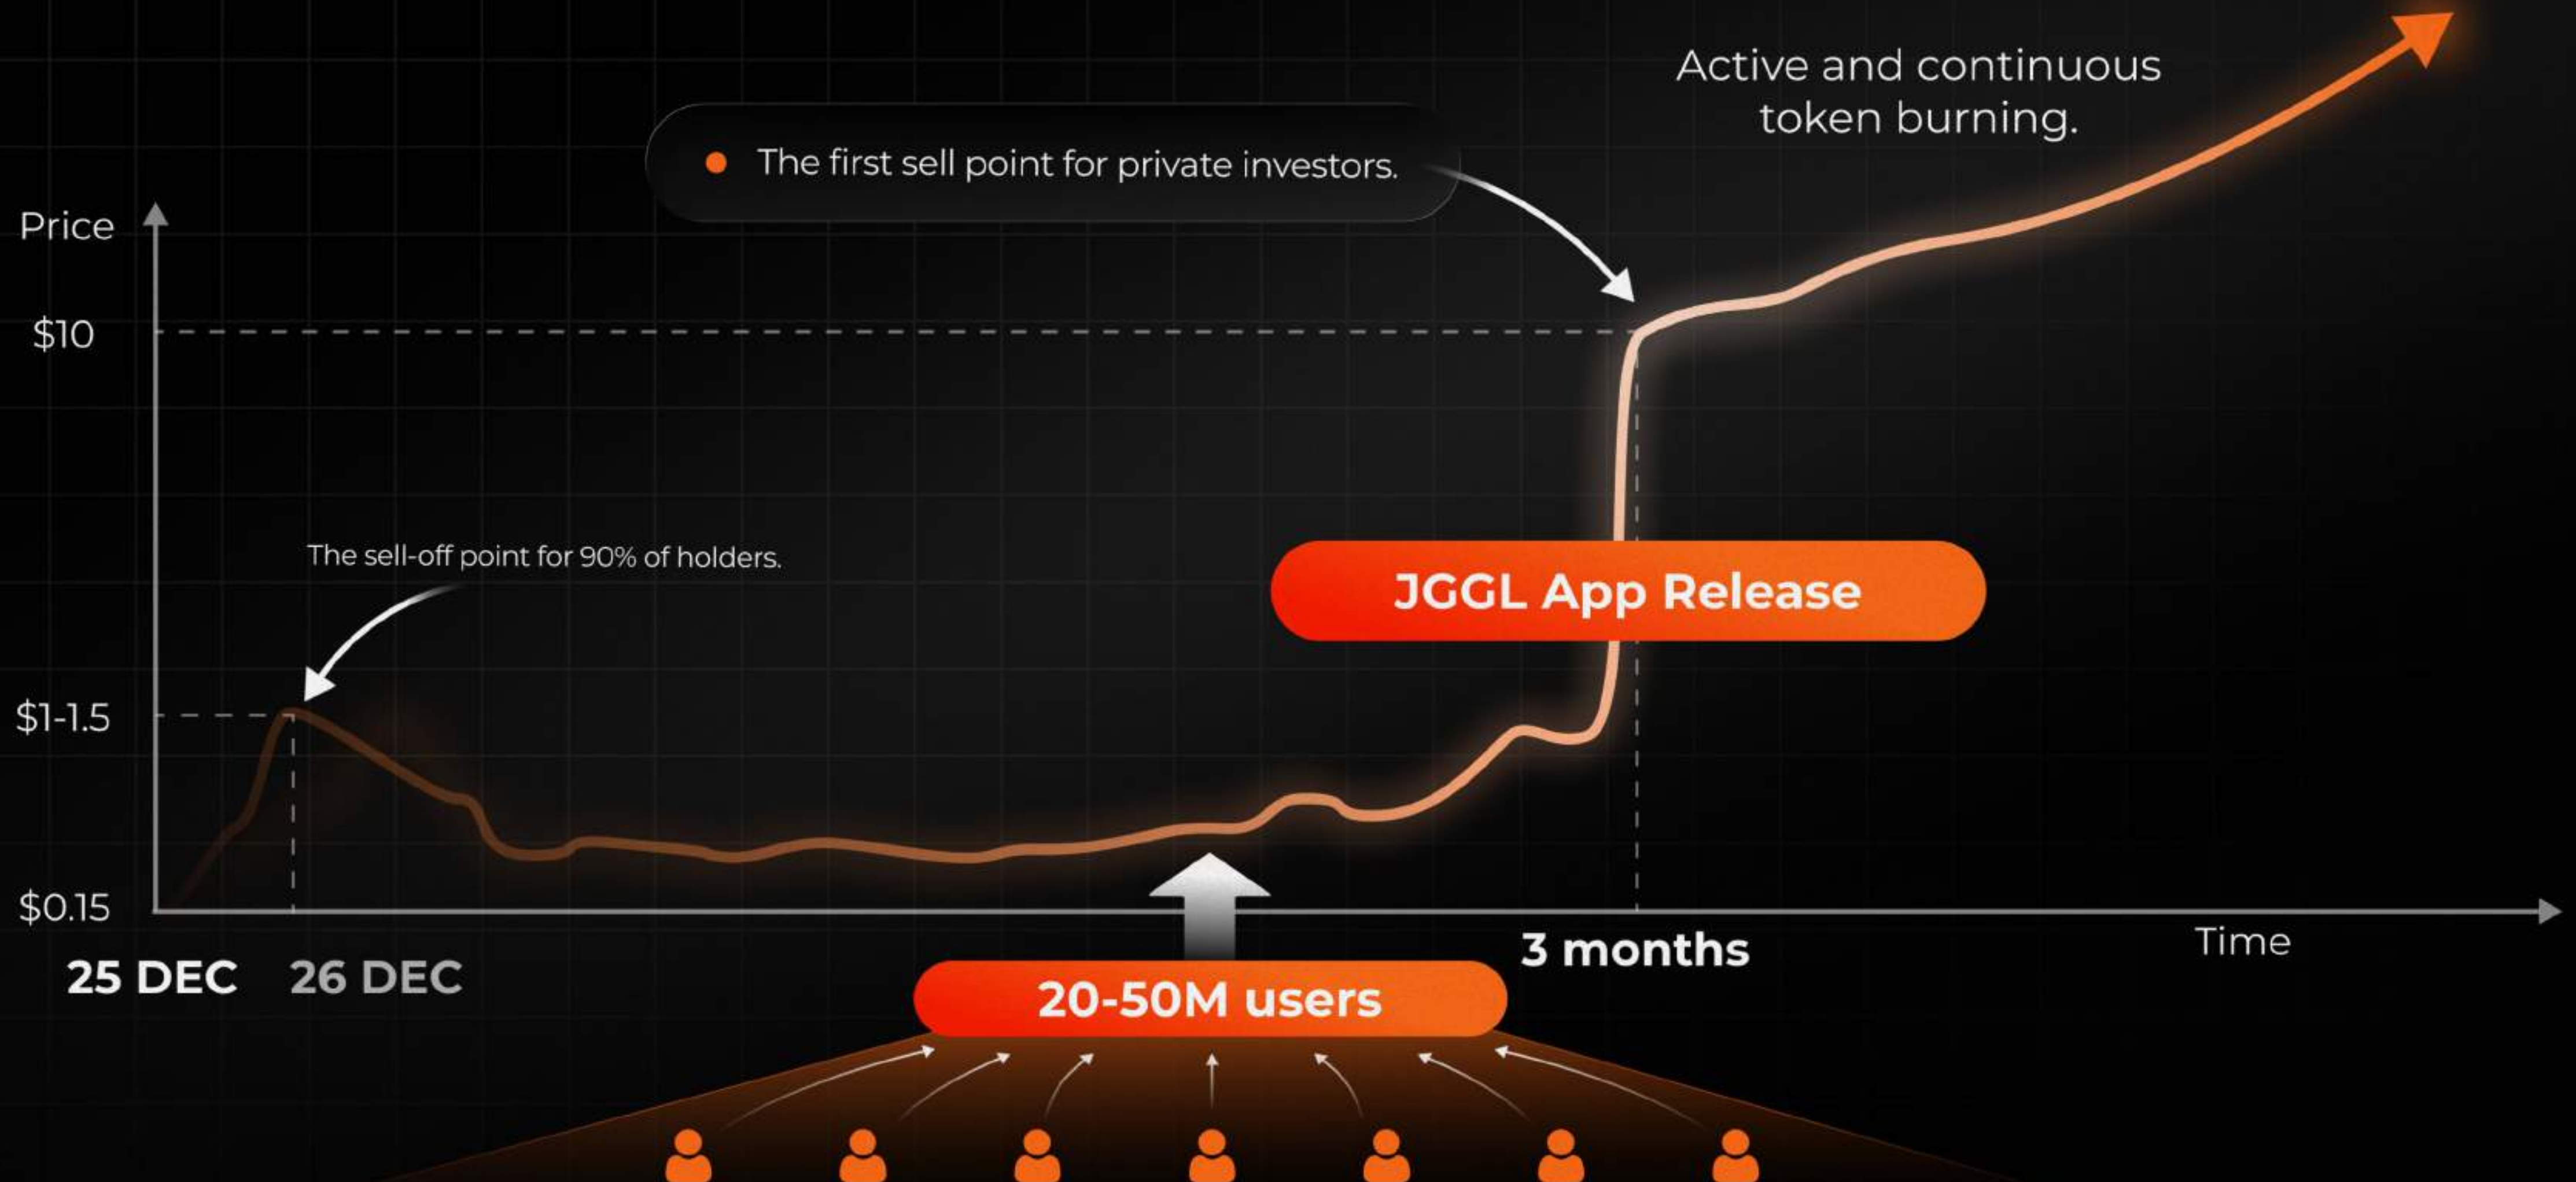 Active and continuous
token burning.
The first sell point for private investors.
Price
$10
The sell-off point for 90% of holders.
JGGL App Release
$1-1.5
$0.15
25 DEC
26 DEC
3 months
Time
20-50M users